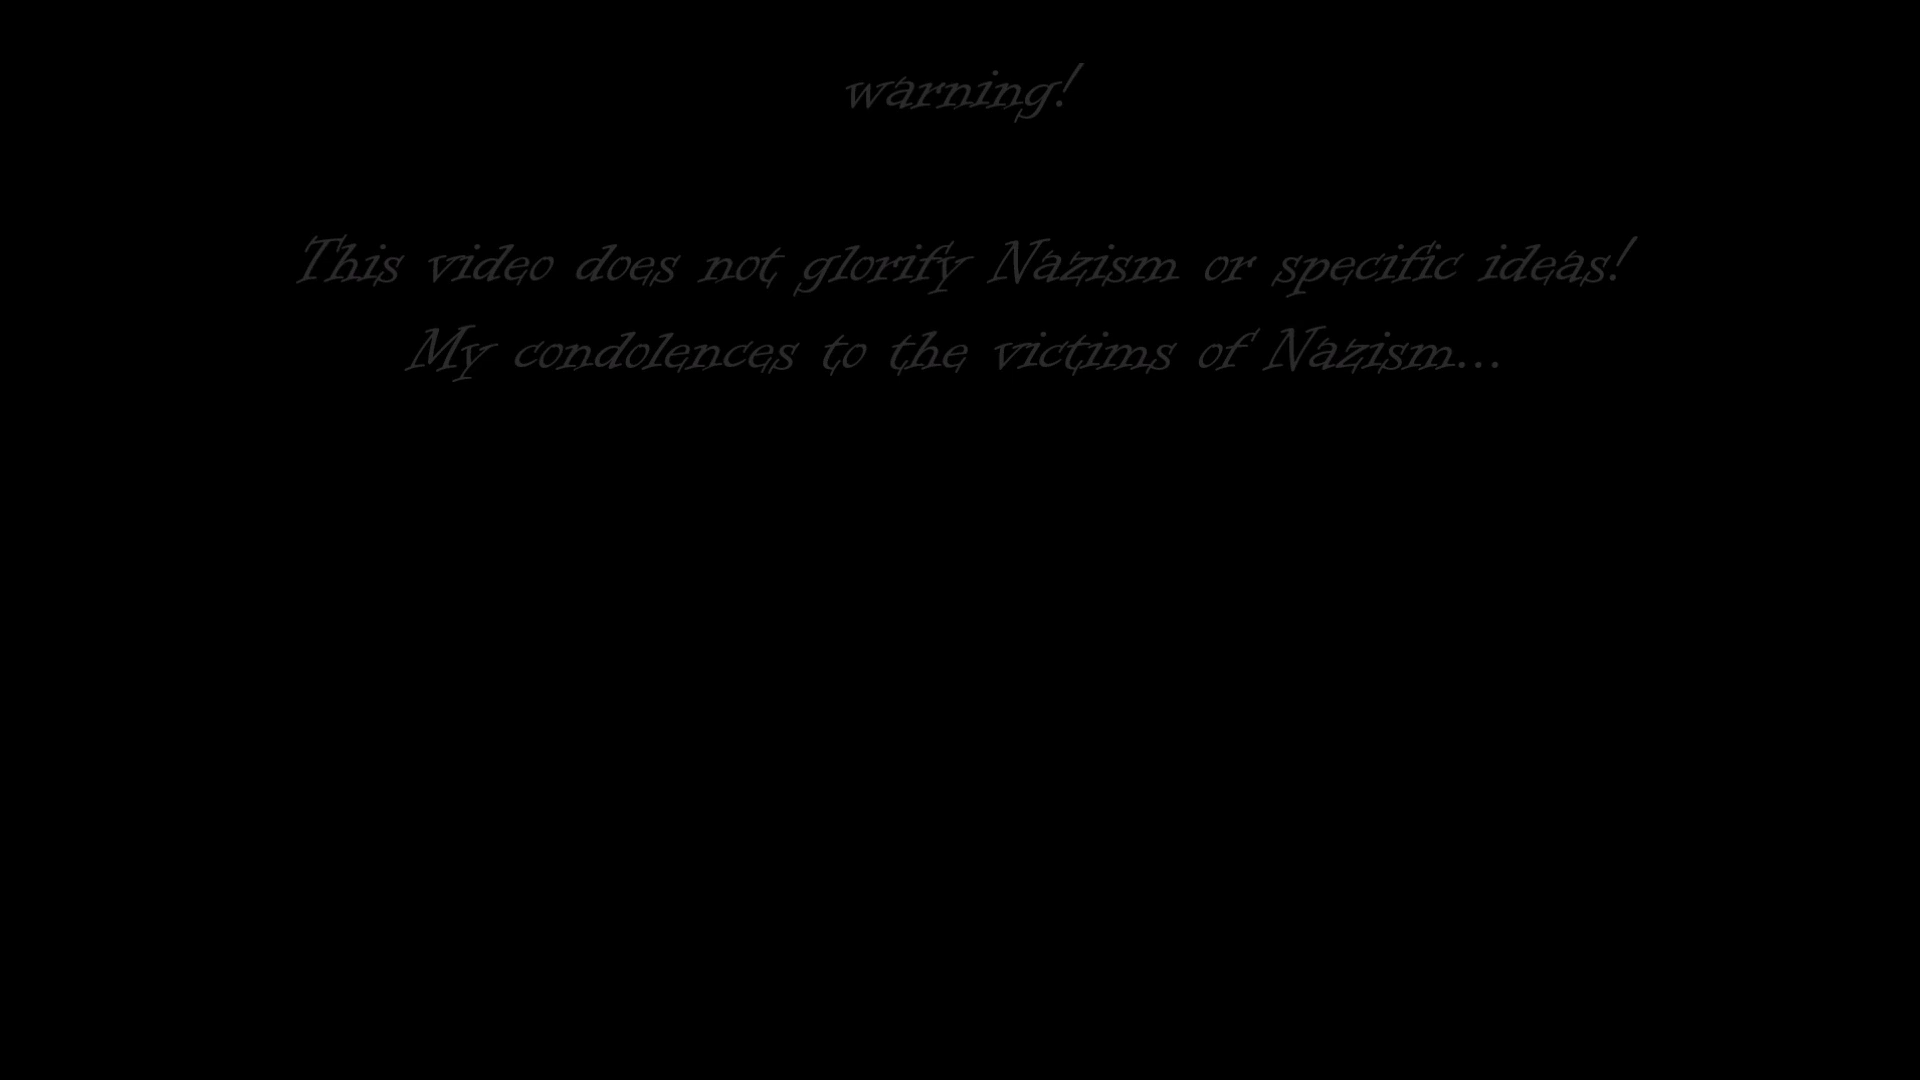 warning!
This video does not glorify Nazism or specific ideas!
My condolences to the victims of Nazism...